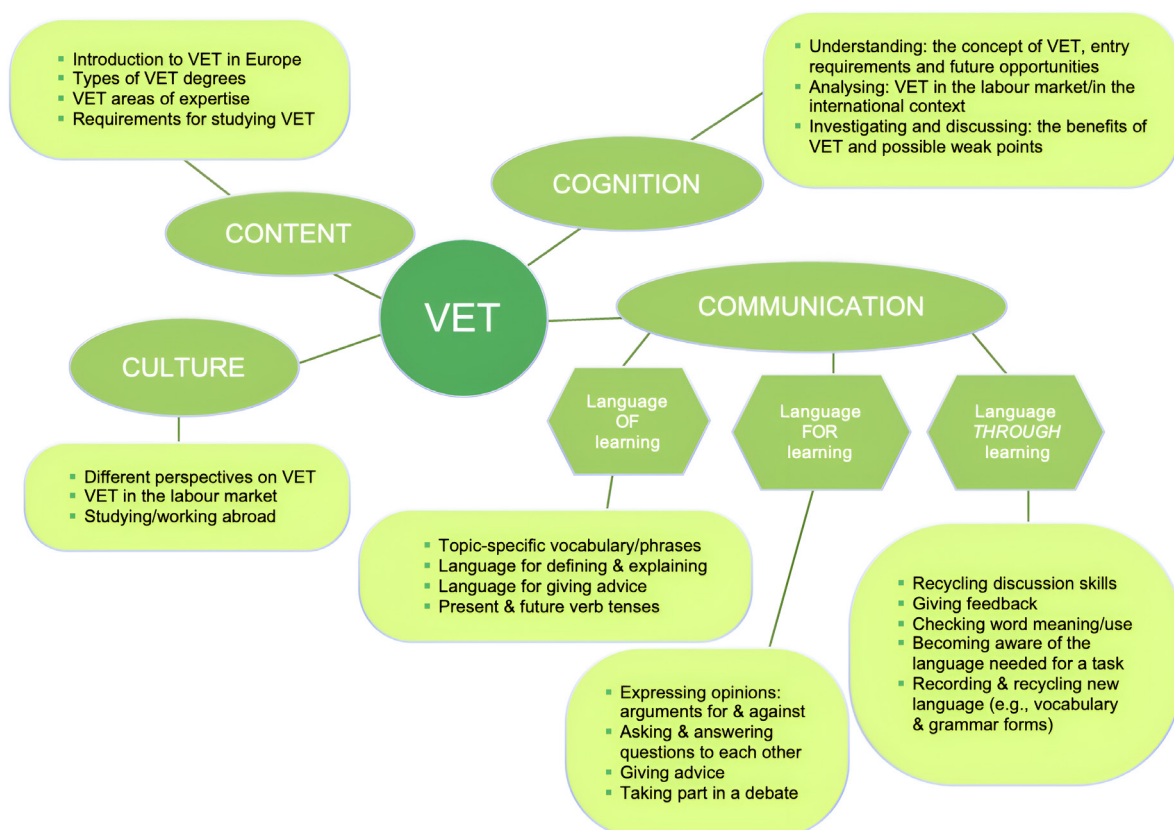 Introduction to VET in Europe
Types of VET degrees
VET areas of expertise
Requirements for studying VET
Understanding: the concept of VET, entry
requirements and future opportunities
Analysing: VET in the labour market/in the
international context
Investigating and discussing: the benefits of
VET and possible weak points
COGNITION
CONTENT
VET
COMMUNICATION
CULTURE
Language
OF
learning
Language
FOR
learning
Language
THROUGH
learning
Different perspectives on VET
VET in the labour market
Studying/working abroad
Topic-specific vocabulary/phrases
Language for defining & explaining
Language for giving advice
Present & future verb tenses
Expressing opinions:
arguments for & against
Asking & answering
questions to each other
Giving advice
Taking part in a debate
Recycling discussion skills
Giving feedback
Checking word meaning/use
Becoming aware of the
language needed for a task
Recording & recycling new
language (e.g., vocabulary
& grammar forms)